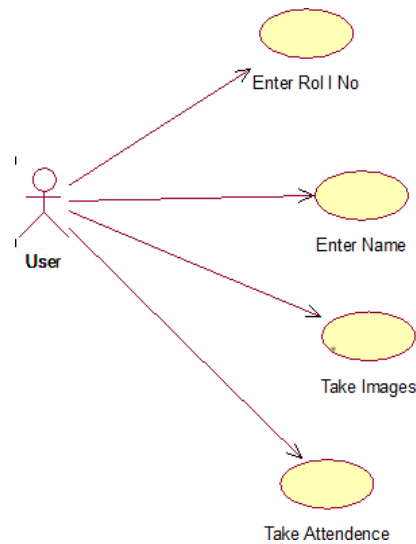 Enter Rol l No
User
Enter Name
Take Images
Take Attendence